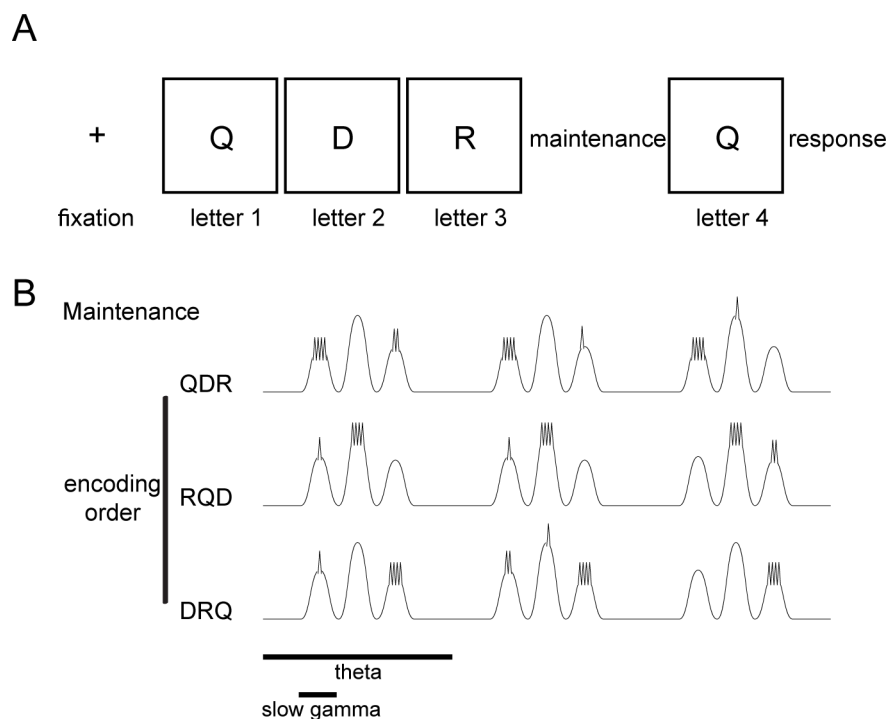 A
+
Q
D
R
maintenance
Q
response
fixation
letter 1
letter 2
letter 3
letter 4
B
Maintenance
QDR
encoding
order
RQD
DRQ
theta
slow gamma